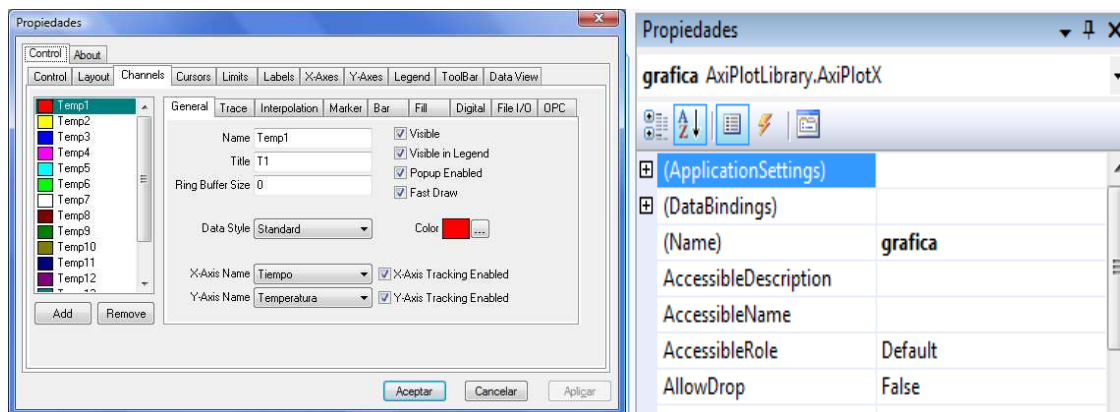 Propiedades
Control About
Control Layout Channels Cursors Limits Labels X-Axes Y-Axes Legend ToolBar Data View
Temp1
Temp2
Temp3
Temp4
Temp5
Temp6
Temp7
Temp8
Temp9
Temp10
Temp11
Temp12
Add Remove
General Trace Interpolation Marker Bar Fill Digital File I/O OPC
Name Temp1
Title T1
Ring Buffer Size 0
Visible
Visible in Legend
Popup Enabled
Fast Draw
Data Style Standard
Color ...
X-Axis Name Tiempo X-Axis Tracking Enabled
Y-Axis Name Temperatura Y-Axis Tracking Enabled
Aceptar Cancelar Aplicar
Propiedades
grafica AxiPlotLibrary.AxiPlotX
(ApplicationSettings)
(DataBindings)
(Name) grafica
AccessibleDescription
AccessibleName
AccessibleRole Default
AllowDrop False